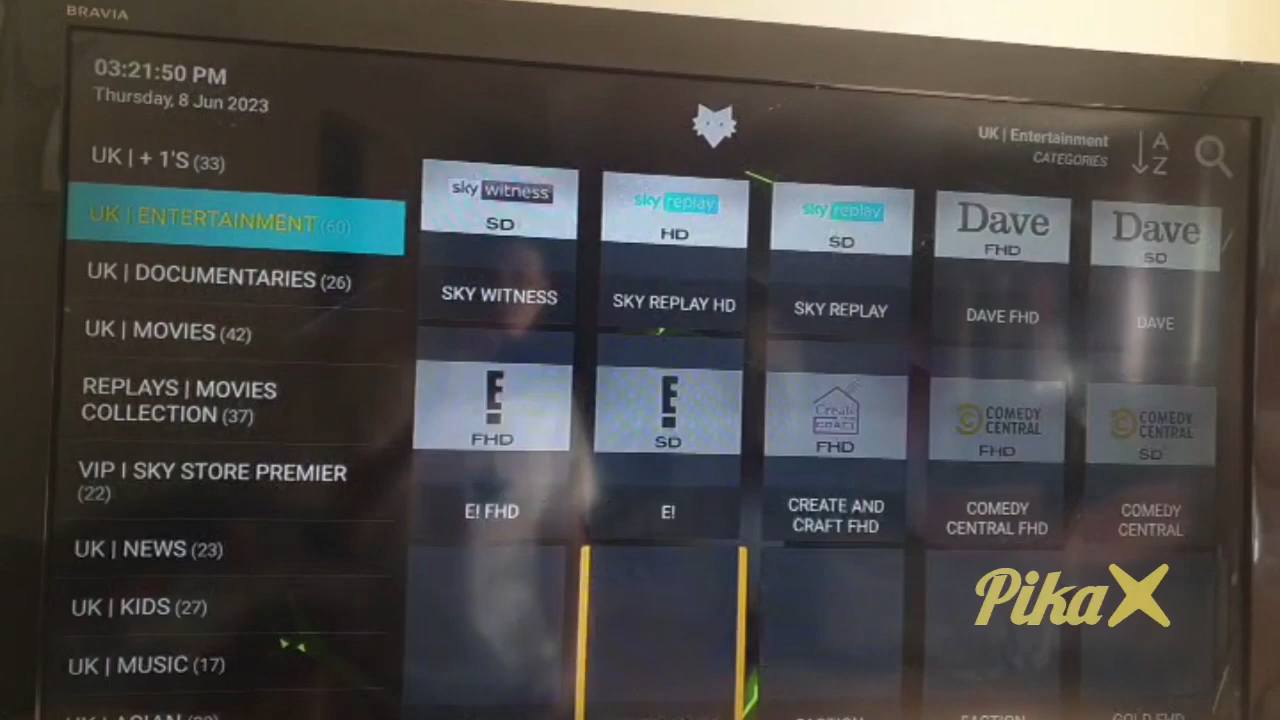 BRAVIA
03:21:50 PM
Thursday, 8 Jun 2023
UK | Entertainment
CATEGORIES
A
Z
UK | + 1'S (33)
UK | ENTERTAINMENT (60)
UK | DOCUMENTARIES (26)
UK | MOVIES (42)
REPLAYS | MOVIES
COLLECTION (37)
VIP | SKY STORE PREMIER
(22)
UK | NEWS (23)
UK | KIDS (27)
UK | MUSIC (17)
sky witness
SD
SKY WITNESS
sky replay
HD
SKY REPLAY HD
sky replay
SD
SKY REPLAY
Dave
FHD
DAVE FHD
Dave
SD
DAVE
E!
FHD
E! FHD
E!
SD
E!
Create
and
CRAFT
FHD
CREATE AND
CRAFT FHD
COMEDY
CENTRAL
FHD
COMEDY
CENTRAL FHD
COMEDY
CENTRAL
SD
COMEDY
CENTRAL
PikaX